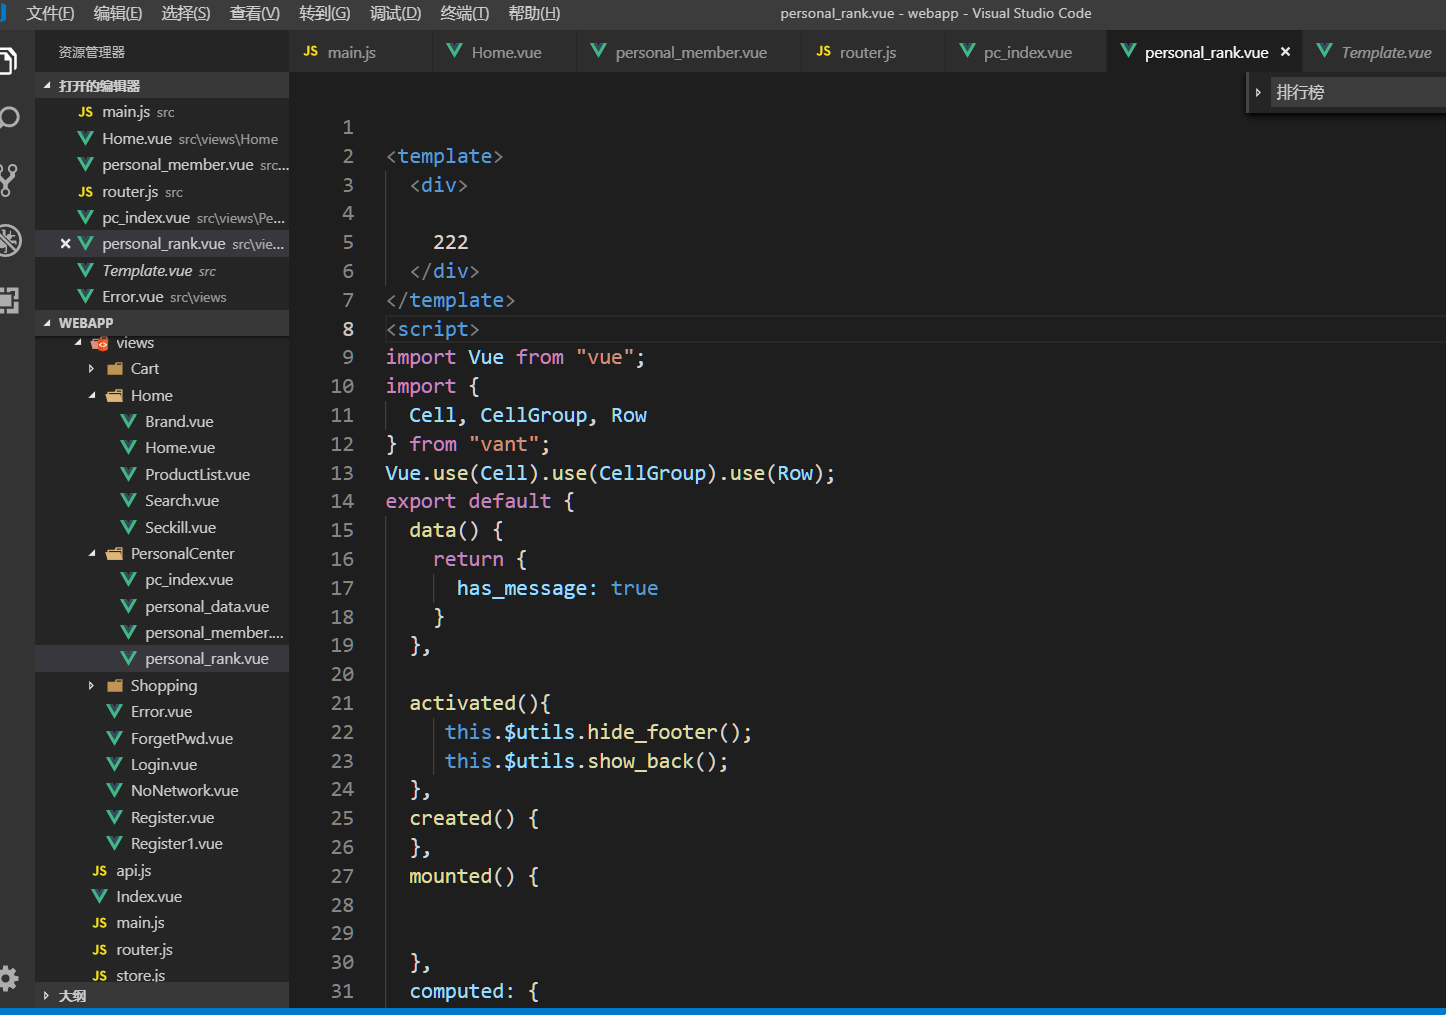 文件(F) 编辑(E) 选择(S) 查看(V) 转到(G) 调试(D) 终端(T) 帮助(H) personal_rank.vue - webapp - Visual Studio Code
资源管理器
JS main.js Home.vue personal_member.vue JS router.js pc_index.vue personal_rank.vue × Template.vue
打开的编辑器
JS main.js src
Home.vue src\views\Home
personal_member.vue src...
JS router.js src
pc_index.vue src\views\Pe...
× personal_rank.vue src\vie...
Template.vue src
Error.vue src\views
WEBAPP
views
Cart
Home
Brand.vue
Home.vue
ProductList.vue
Search.vue
Seckill.vue
PersonalCenter
pc_index.vue
personal_data.vue
personal_member....
personal_rank.vue
Shopping
Error.vue
ForgetPwd.vue
Login.vue
NoNetwork.vue
Register.vue
Register1.vue
JS api.js
Index.vue
JS main.js
JS router.js
JS store.js
大纲
排行榜
1
2 <template>
3 <div>
4
5 222
6 </div>
7 </template>
8 <script>
9 import Vue from "vue";
10 import {
11 Cell, CellGroup, Row
12 } from "vant";
13 Vue.use(Cell).use(CellGroup).use(Row);
14 export default {
15 data() {
16 return {
17 has_message: true
18 }
19 },
20
21 activated(){
22 this.$utils.hide_footer();
23 this.$utils.show_back();
24 },
25 created() {
26 },
27 mounted() {
28
29
30 },
31 computed: {